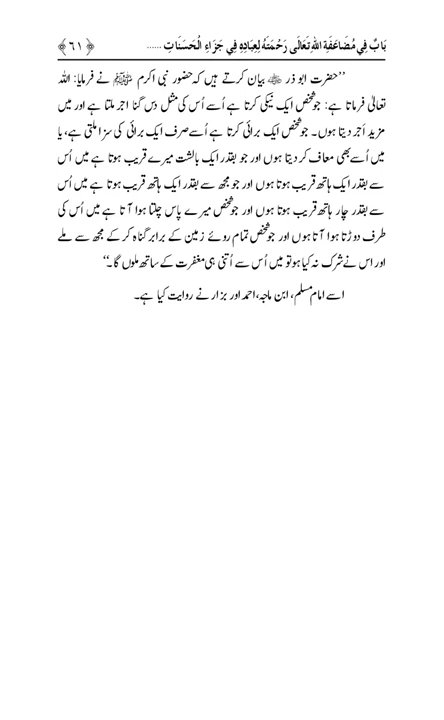 بَابٌ فِي مُضَاعَفَةِ اللهِ تَعَالَى رَحْمَتَهُ لِعِبَادِهِ فِي جَزَاءِ الْحَسَنَاتِ ...... ﴿ ٦١ ﴾
’’حضرت ابو ذر ؓ بیان کرتے ہیں کہ حضور نبی اکرم ﷺ نے فرمایا: اللہ
تعالیٰ فرماتا ہے: جو شخص ایک نیکی کرتا ہے اُسے اُس کی مثل دس گنا اجر ملتا ہے اور میں
مزید اَجر دیتا ہوں۔ جو شخص ایک برائی کرتا ہے اُسے صرف ایک برائی کی سزا ملتی ہے، یا
میں اُسے بھی معاف کر دیتا ہوں اور جو بقدر ایک بالشت میرے قریب ہوتا ہے میں اُس
سے بقدر ایک ہاتھ قریب ہوتا ہوں اور جو مجھ سے بقدر ایک ہاتھ قریب ہوتا ہے میں اُس
سے بقدر چار ہاتھ قریب ہوتا ہوں اور جو شخص میرے پاس چلتا ہوا آتا ہے میں اُس کی
طرف دوڑتا ہوا آتا ہوں اور جو شخص تمام روئے زمین کے برابر گناہ کر کے مجھ سے ملے
اور اس نے شرک نہ کیا ہو تو میں اُس سے اُتنی ہی مغفرت کے ساتھ ملوں گا۔‘‘
اسے امام مسلم، ابن ماجہ، احمد اور بزار نے روایت کیا ہے۔